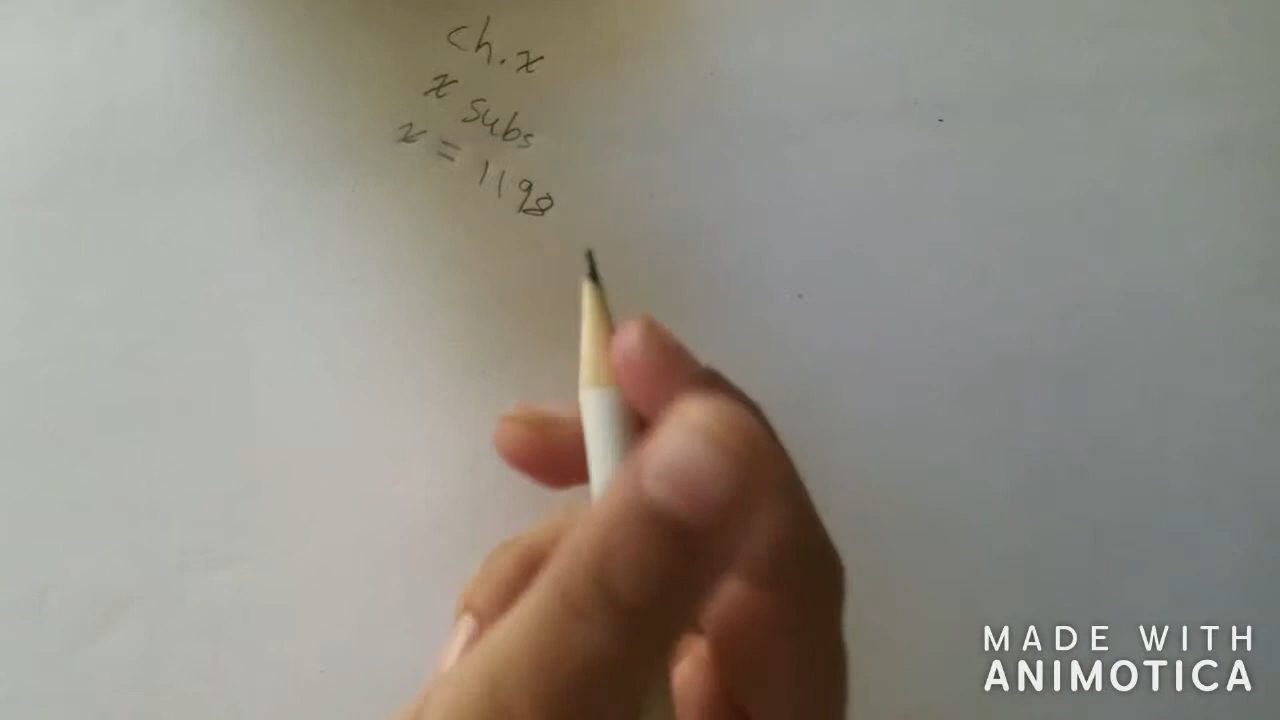 ch. x
x subs
x = 1198
MADE WITH
ANIMOTICA